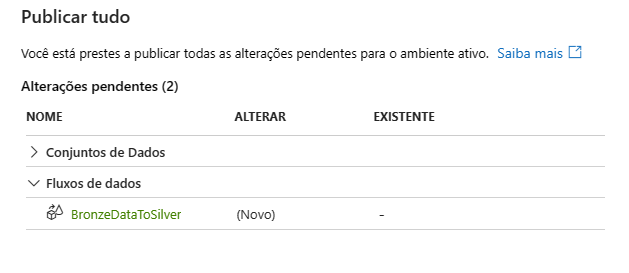 Publicar tudo
Você está prestes a publicar todas as alterações pendentes para o ambiente ativo. Saiba mais
Alterações pendentes (2)
NOME ALTERAR EXISTENTE
Conjuntos de Dados
Fluxos de dados
BronzeDataToSilver (Novo) -